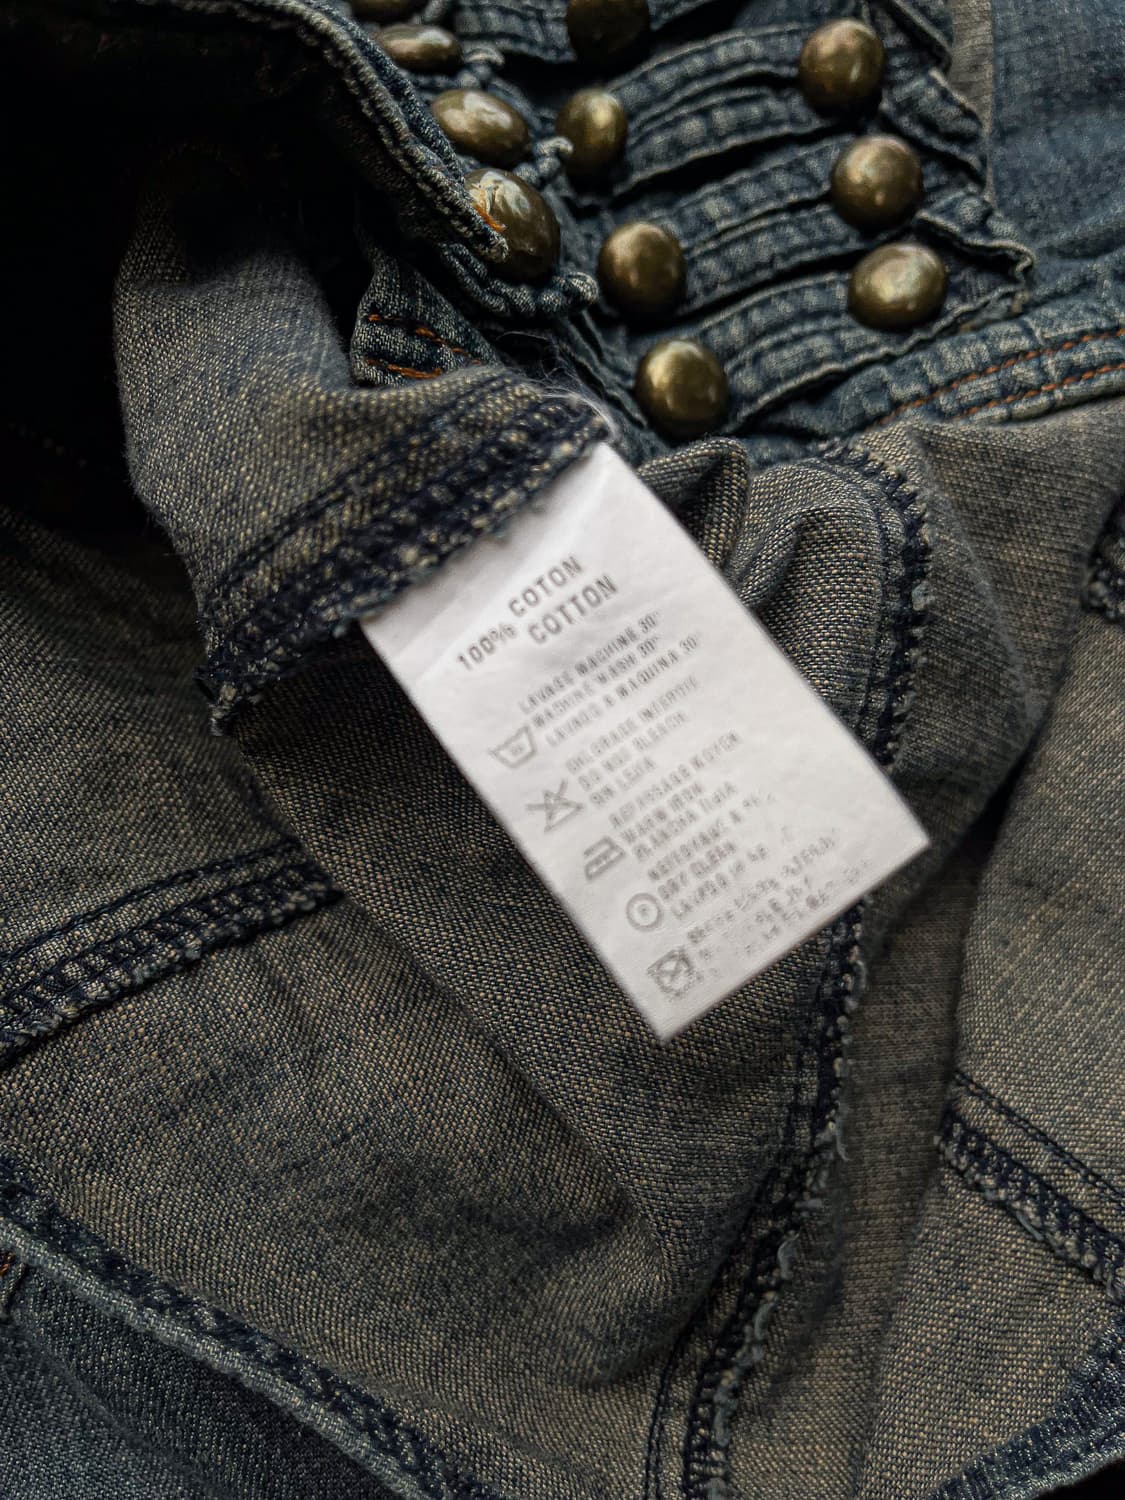 100% COTON
COTTON
LAVAGE MACHINE 30°
MACHINE WASH 30°
LAVADO A MAQUINA 30°
CHLORAGE INTERDIT
DO NOT BLEACH
SIN LEJIA
REPASSAGE MOYEN
WARM IRON
PLANCHA TIBIA
NETTOYAGE A
DRY CLEAN
P